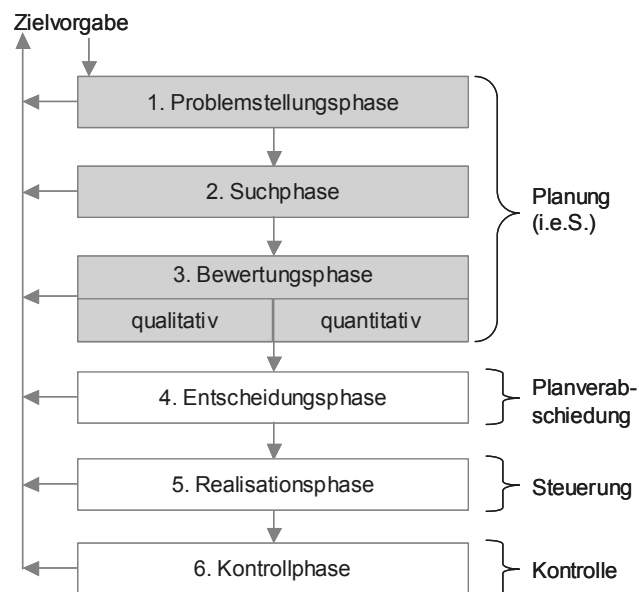 Zielvorgabe
1. Problemstellungsphase
2. Suchphase
3. Bewertungsphase
qualitativ
quantitativ
Planung
(i.e.S.)
4. Entscheidungsphase
Planverab-
schiedung
5. Realisationsphase
Steuerung
6. Kontrollphase
Kontrolle